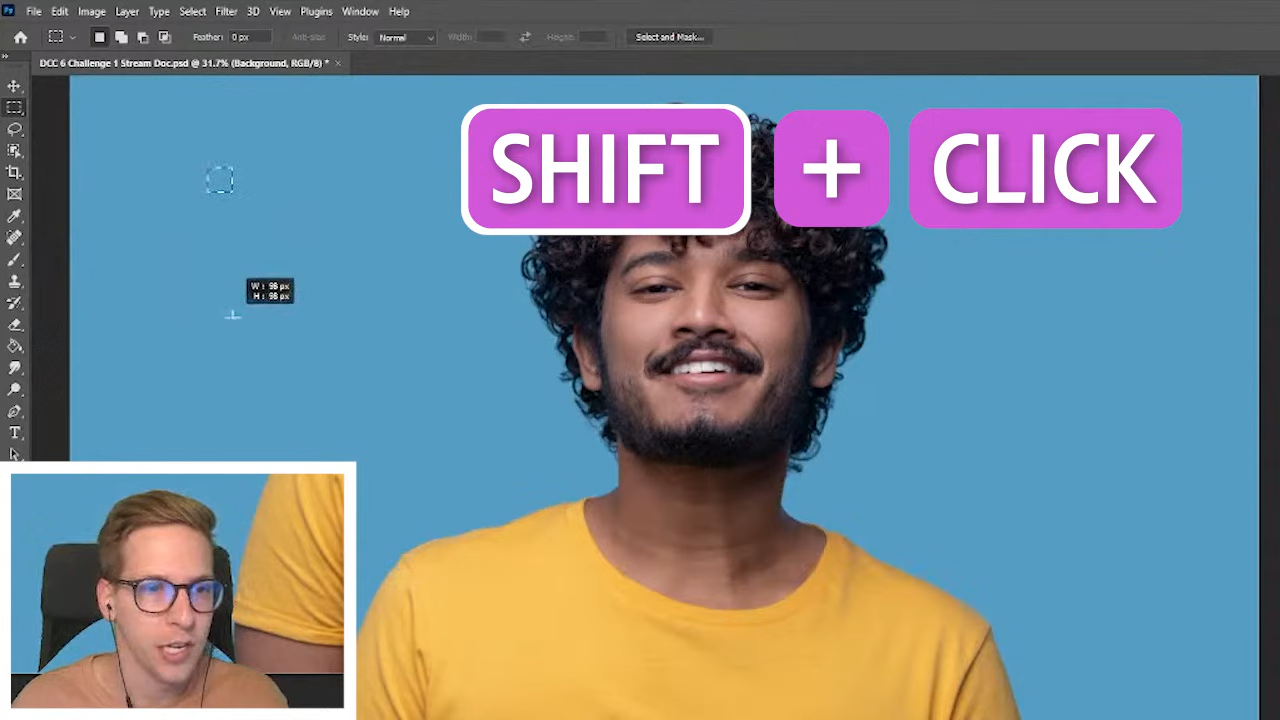 Ps File Edit Image Layer Type Select Filter 3D View Plugins Window Help
Feather: 0 px Anti-alias Style: Normal Width: Height: Select and Mask...
DCC 6 Challenge 1 Stream Doc.psd @ 31.7% (Background, RGB/8) * ×
SHIFT + CLICK
W : 98 px
H : 98 px
T